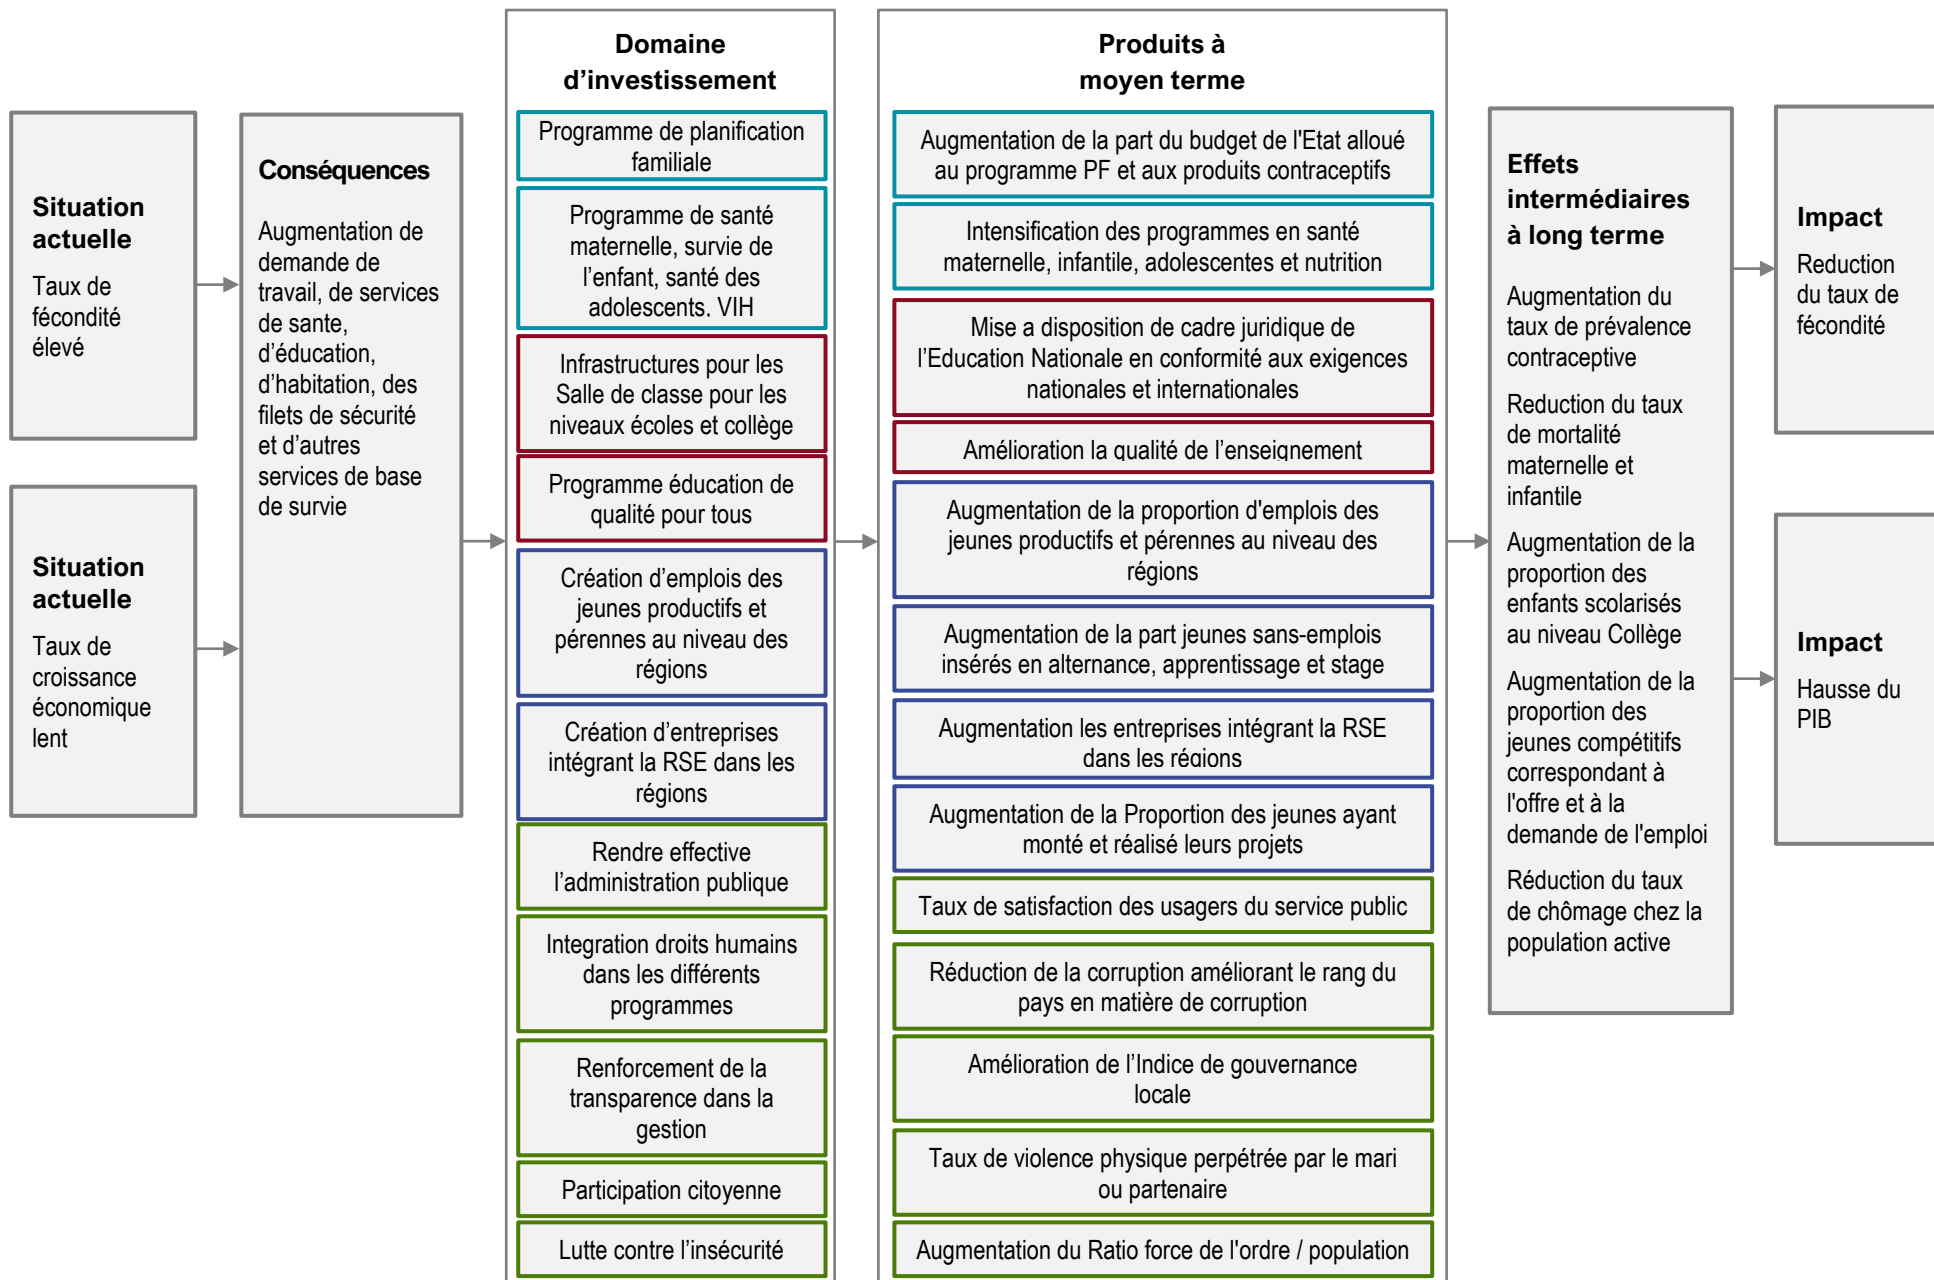 Situation
actuelle
Taux de
fécondité
élevé
Situation
actuelle
Taux de
croissance
économique
lent
Conséquences
Augmentation de
demande de
travail, de services
de sante,
d’éducation,
d’habitation, des
filets de sécurité
et d’autres
services de base
de survie
Domaine
d’investissement
Programme de planification
familiale
Programme de santé
maternelle, survie de
l’enfant, santé des
adolescents, VIH
Infrastructures pour les
Salle de classe pour les
niveaux écoles et collège
Programme éducation de
qualité pour tous
Création d’emplois des
jeunes productifs et
pérennes au niveau des
régions
Création d’entreprises
intégrant la RSE dans les
régions
Rendre effective
l’administration publique
Integration droits humains
dans les différents
programmes
Renforcement de la
transparence dans la
gestion
Participation citoyenne
Lutte contre l’insécurité
Produits à
moyen terme
Augmentation de la part du budget de l'Etat alloué
au programme PF et aux produits contraceptifs
Intensification des programmes en santé
maternelle, infantile, adolescentes et nutrition
Mise a disposition de cadre juridique de
l’Education Nationale en conformité aux exigences
nationales et internationales
Amélioration la qualité de l’enseignement
Augmentation de la proportion d'emplois des
jeunes productifs et pérennes au niveau des
régions
Augmentation de la part jeunes sans-emplois
insérés en alternance, apprentissage et stage
Augmentation les entreprises intégrant la RSE
dans les régions
Augmentation de la Proportion des jeunes ayant
monté et réalisé leurs projets
Taux de satisfaction des usagers du service public
Réduction de la corruption améliorant le rang du
pays en matière de corruption
Amélioration de l’Indice de gouvernance
locale
Taux de violence physique perpétrée par le mari
ou partenaire
Augmentation du Ratio force de l'ordre / population
Effets
intermédiaires
à long terme
Augmentation du
taux de prévalence
contraceptive
Reduction du taux
de mortalité
maternelle et
infantile
Augmentation de la
proportion des
enfants scolarisés
au niveau Collège
Augmentation de la
proportion des
jeunes compétitifs
correspondant à
l'offre et à la
demande de l'emploi
Réduction du taux
de chômage chez la
population active
Impact
Reduction
du taux de
fécondité
Impact
Hausse du
PIB